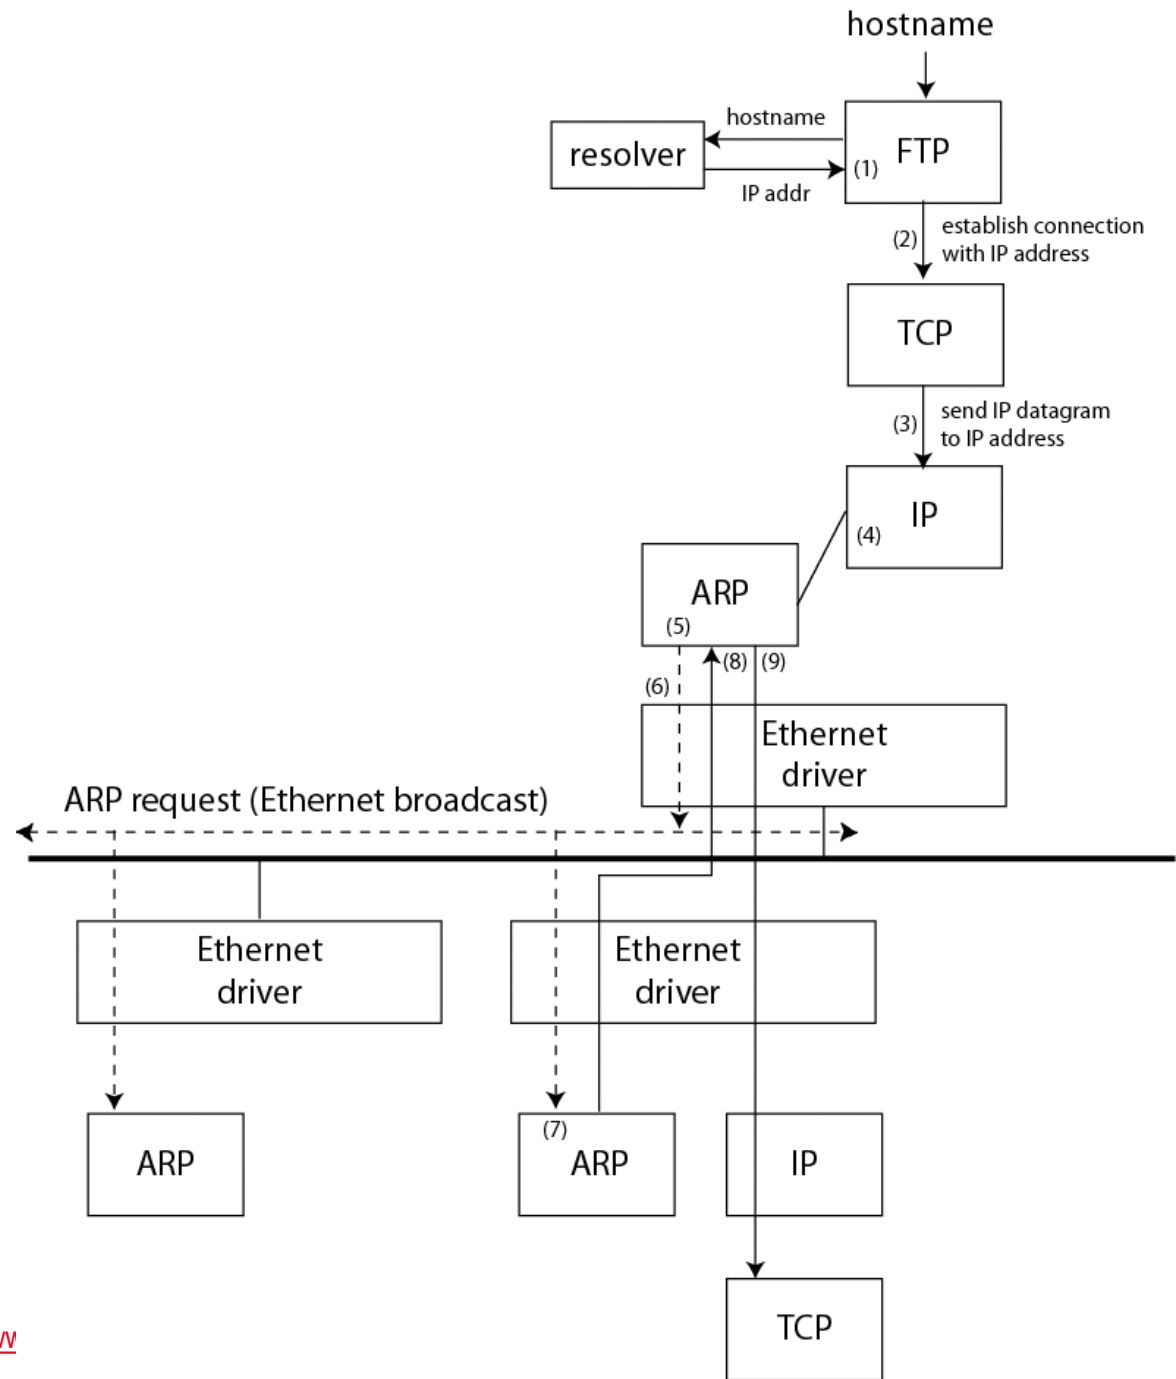 hostname
hostname
resolver
FTP
(1)
IP addr
(2)
establish connection
with IP address
TCP
(3)
send IP datagram
to IP address
IP
(4)
ARP
(5)
(8)
(9)
(6)
Ethernet
driver
ARP request (Ethernet broadcast)
Ethernet
driver
Ethernet
driver
(7)
ARP
ARP
IP
TCP